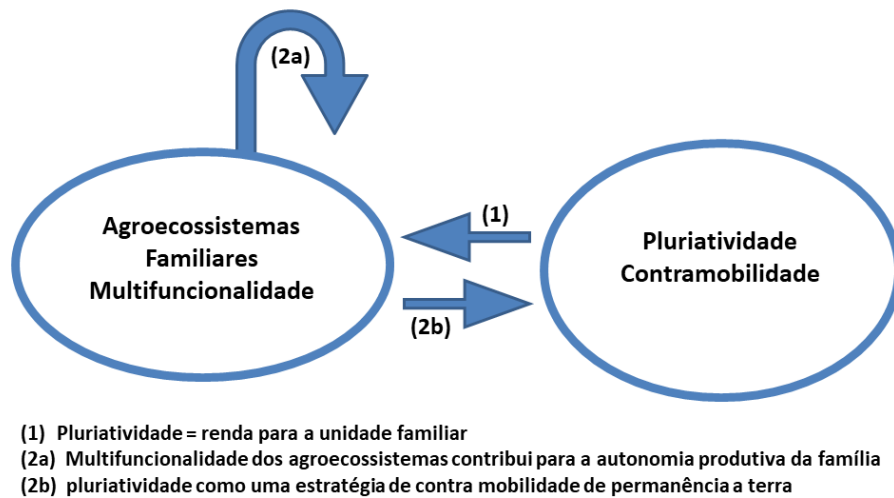 (2a)
Agroecossistemas
Familiares
Multifuncionalidade
(1)
(2b)
Pluriatividade
Contramobilidade
(1) Pluriatividade = renda para a unidade familiar
(2a) Multifuncionalidade dos agroecossistemas contribui para a autonomia produtiva da família
(2b) pluriatividade como uma estratégia de contra mobilidade de permanência a terra